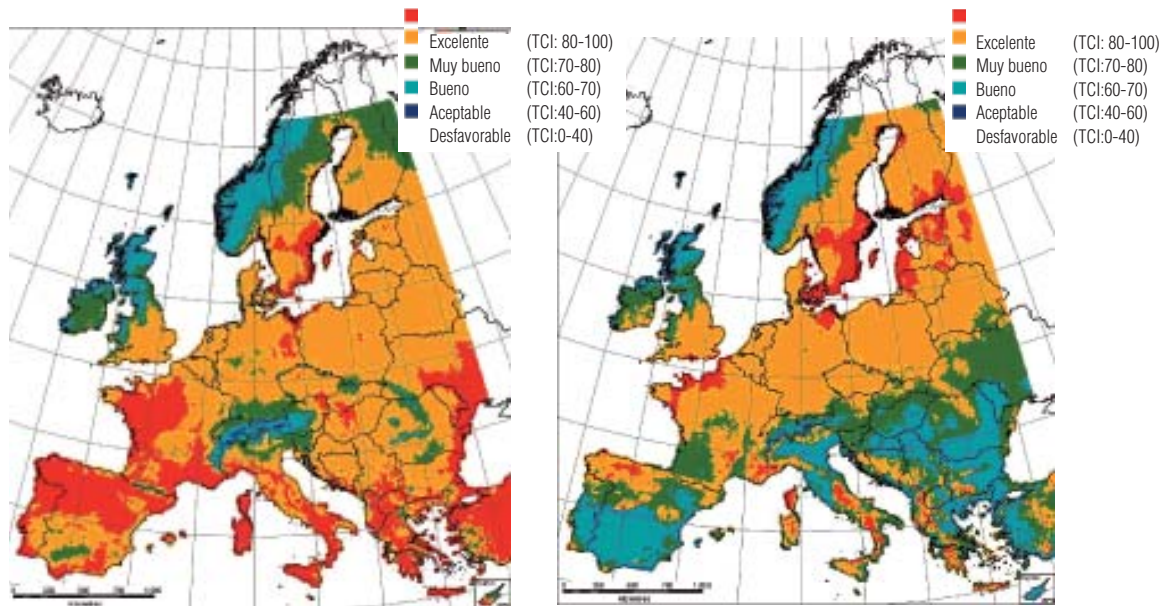 Excelente (TCI: 80-100)
Muy bueno (TCI:70-80)
Bueno (TCI:60-70)
Aceptable (TCI:40-60)
Desfavorable (TCI:0-40)
Excelente (TCI: 80-100)
Muy bueno (TCI:70-80)
Bueno (TCI:60-70)
Aceptable (TCI:40-60)
Desfavorable (TCI:0-40)